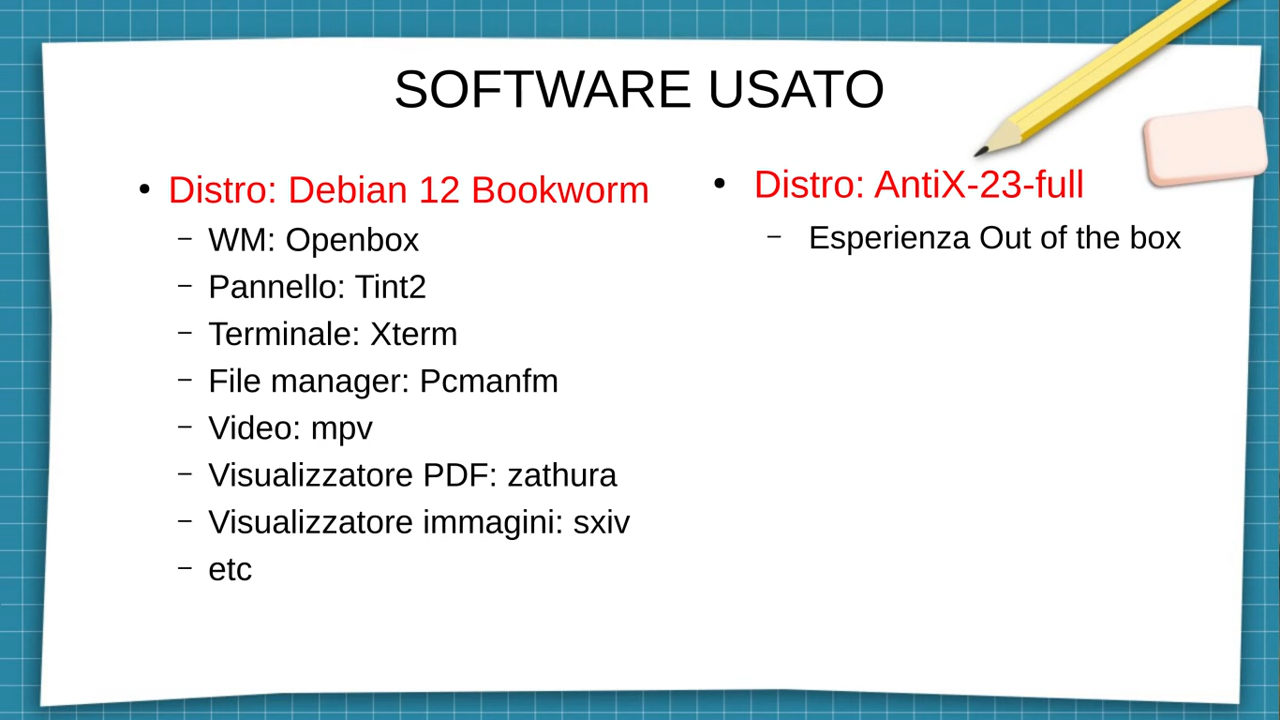 SOFTWARE USATO
• Distro: Debian 12 Bookworm
– WM: Openbox
– Pannello: Tint2
– Terminale: Xterm
– File manager: Pcmanfm
– Video: mpv
– Visualizzatore PDF: zathura
– Visualizzatore immagini: sxiv
– etc
• Distro: AntiX-23-full
– Esperienza Out of the box